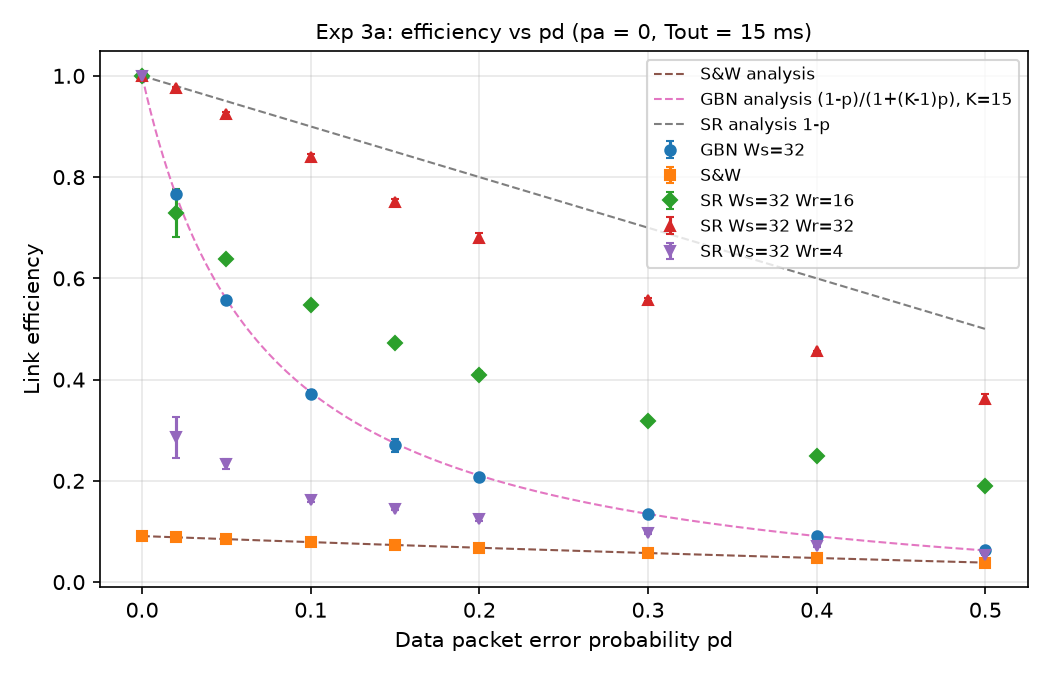 Exp 3a: efficiency vs pd (pa = 0, Tout = 15 ms)
S&W analysis
GBN analysis (1-p)/(1+(K-1)p), K=15
SR analysis 1-p
GBN Ws=32
S&W
SR Ws=32 Wr=16
SR Ws=32 Wr=32
SR Ws=32 Wr=4
Link efficiency
1.0
0.8
0.6
0.4
0.2
0.0
0.0 0.1 0.2 0.3 0.4 0.5
Data packet error probability pd